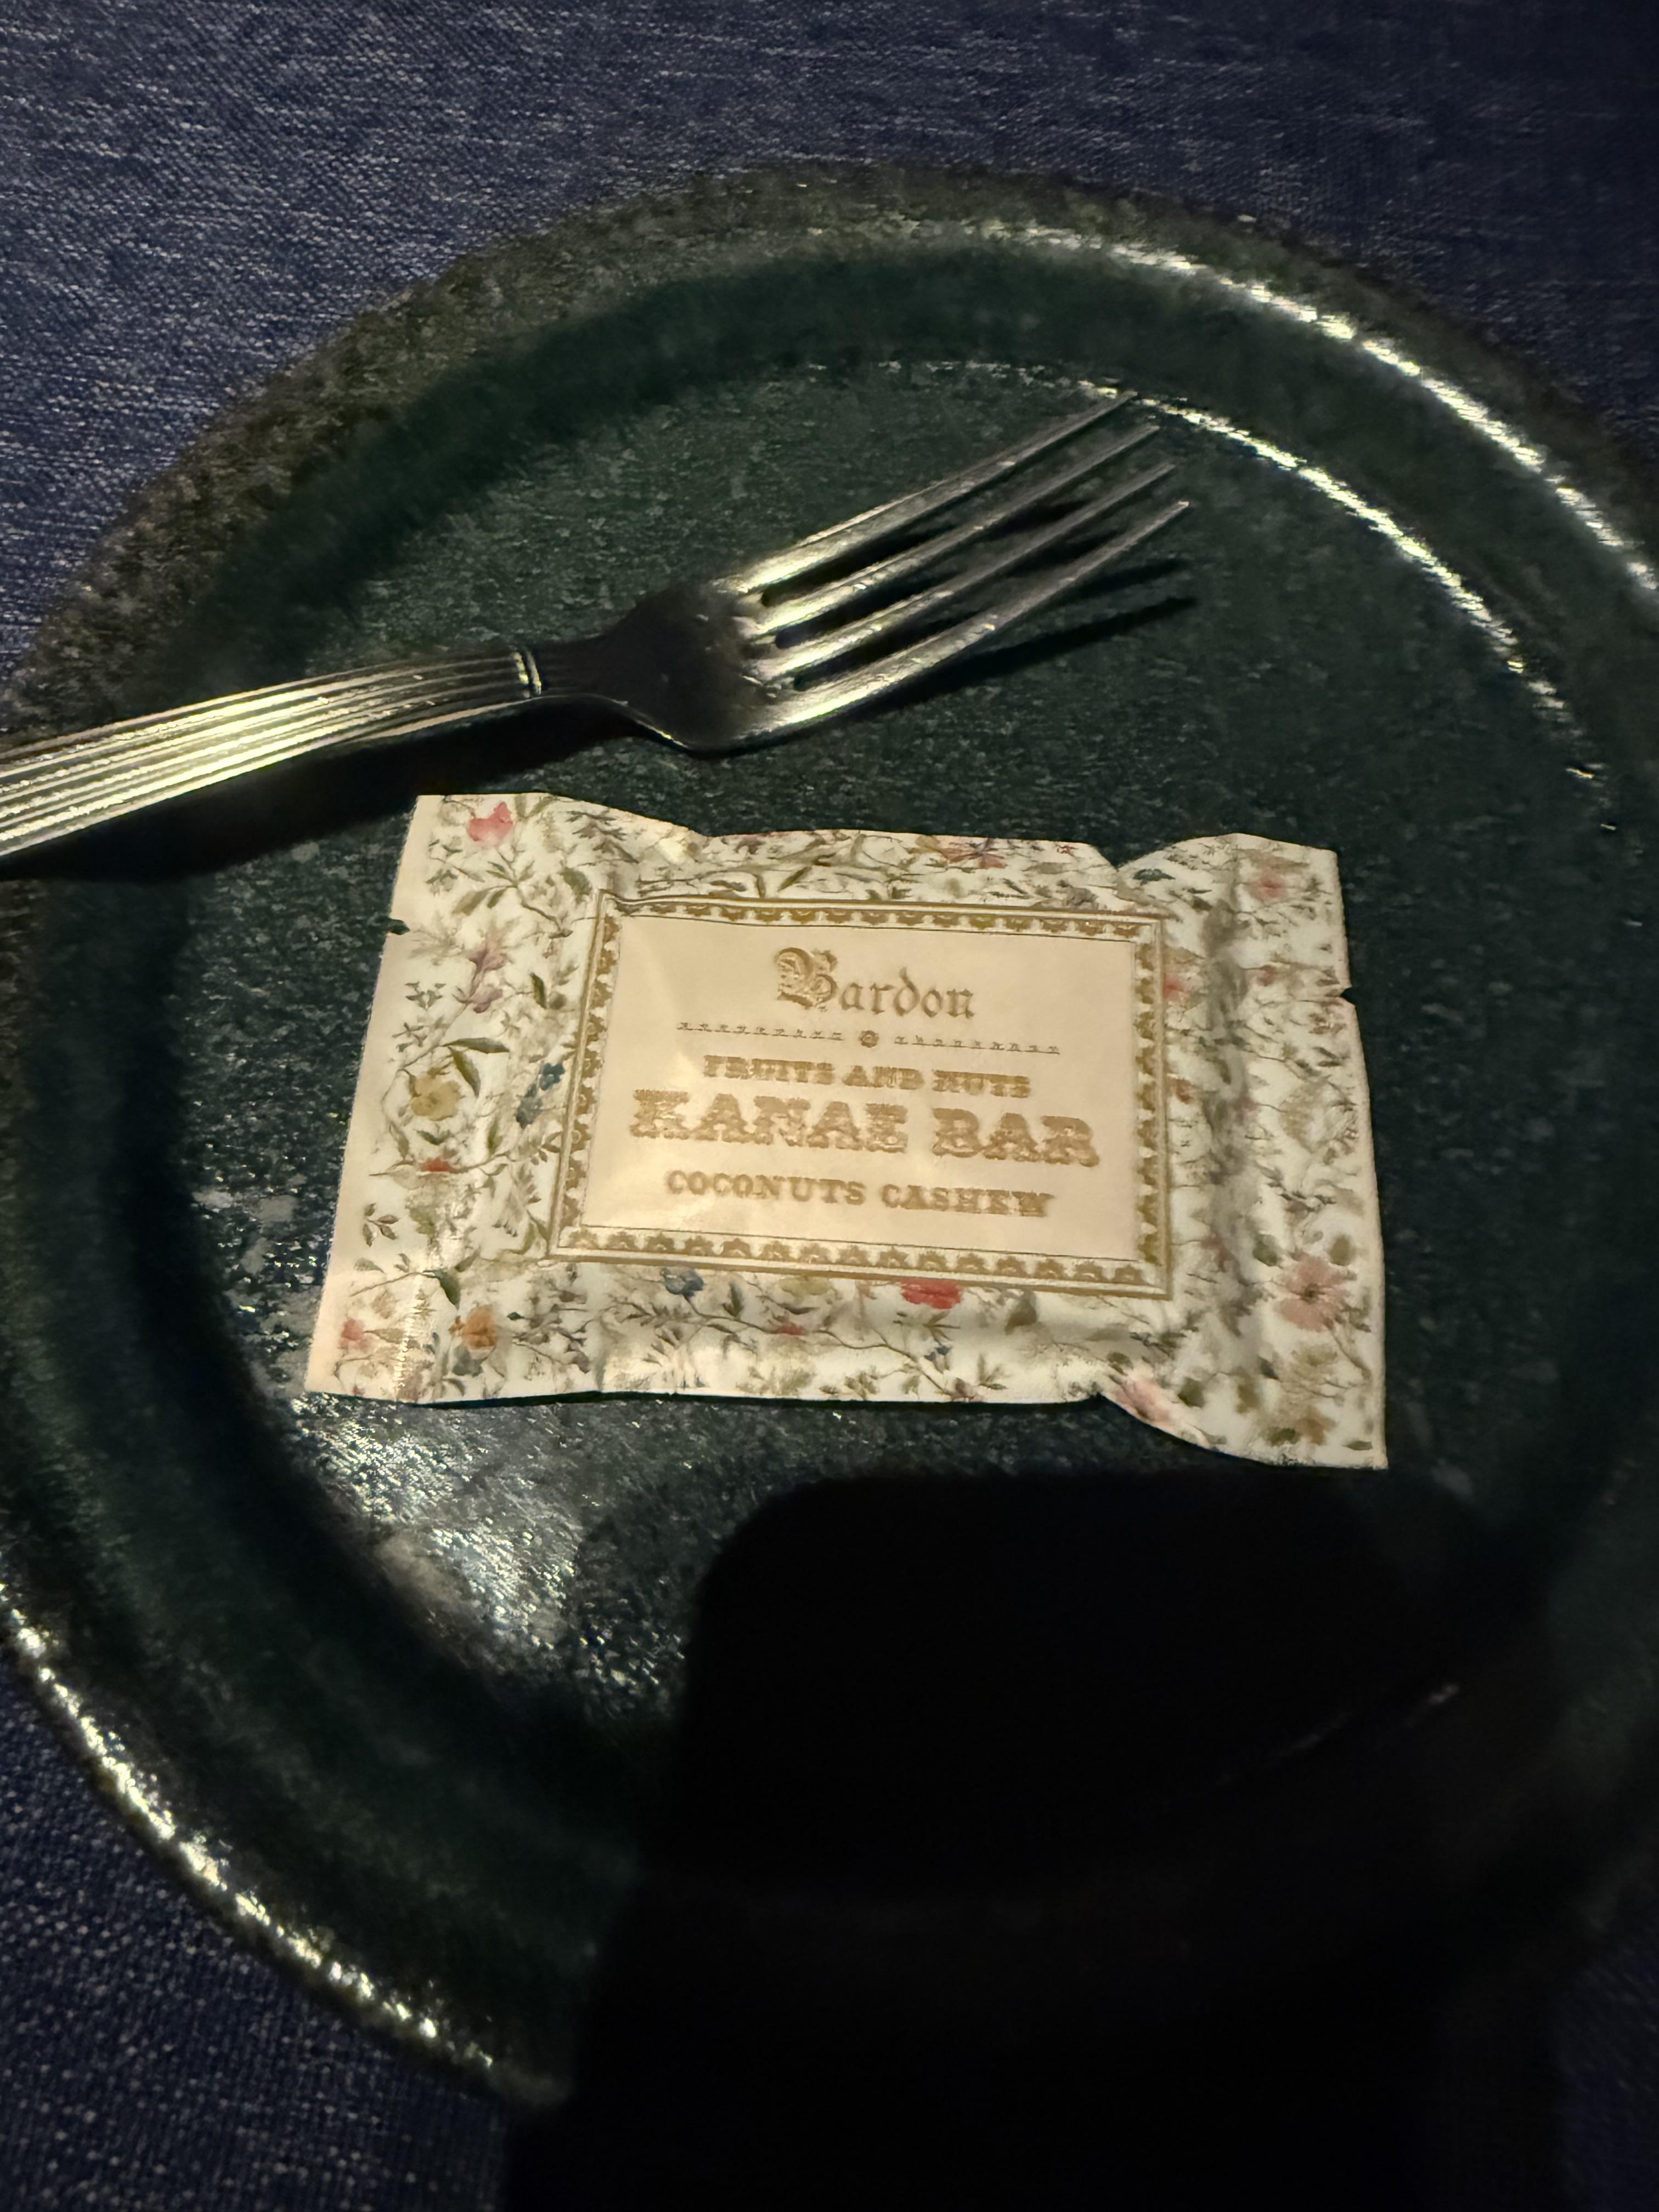 Bardon
FRUITS AND NUTS
KANAE BAR
COCONUTS CASHEW